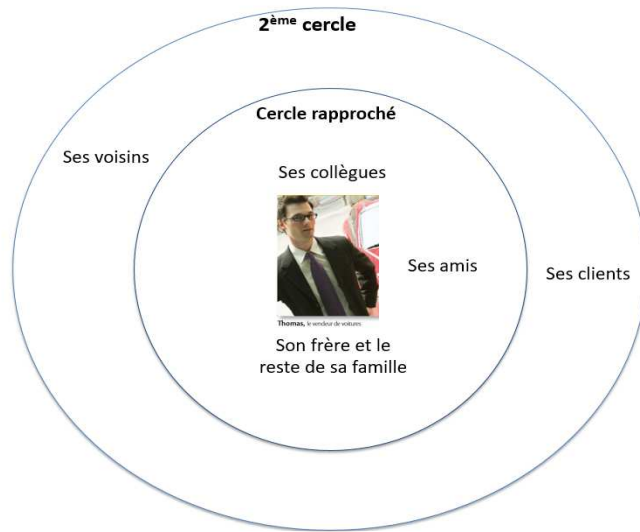 2ème cercle
Cercle rapproché
Ses voisins
Ses collègues
Ses amis
Ses clients
Thomas, le vendeur de voitures
Son frère et le
reste de sa famille